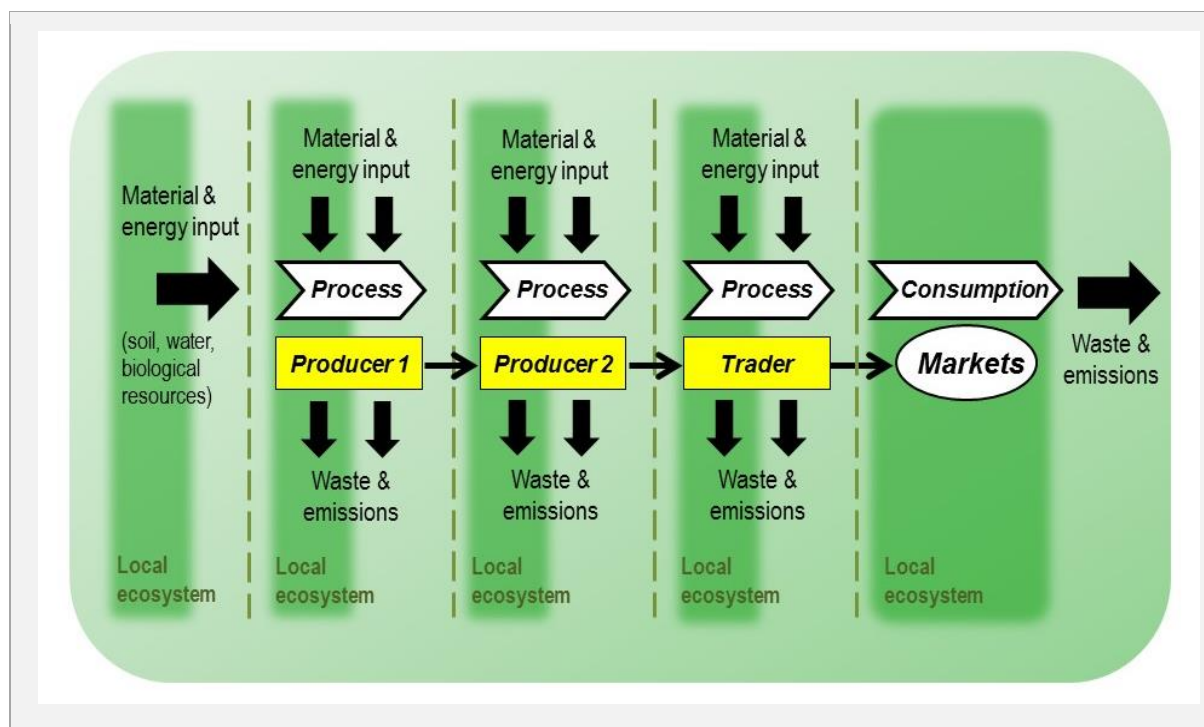 Material &
energy input
(soil, water,
biological
resources)
Local
ecosystem
Material &
energy input
Process
Producer 1
Waste &
emissions
Local
ecosystem
Material &
energy input
Process
Producer 2
Waste &
emissions
Local
ecosystem
Material &
energy input
Process
Trader
Waste &
emissions
Local
ecosystem
Consumption
Markets
Local
ecosystem
Waste &
emissions